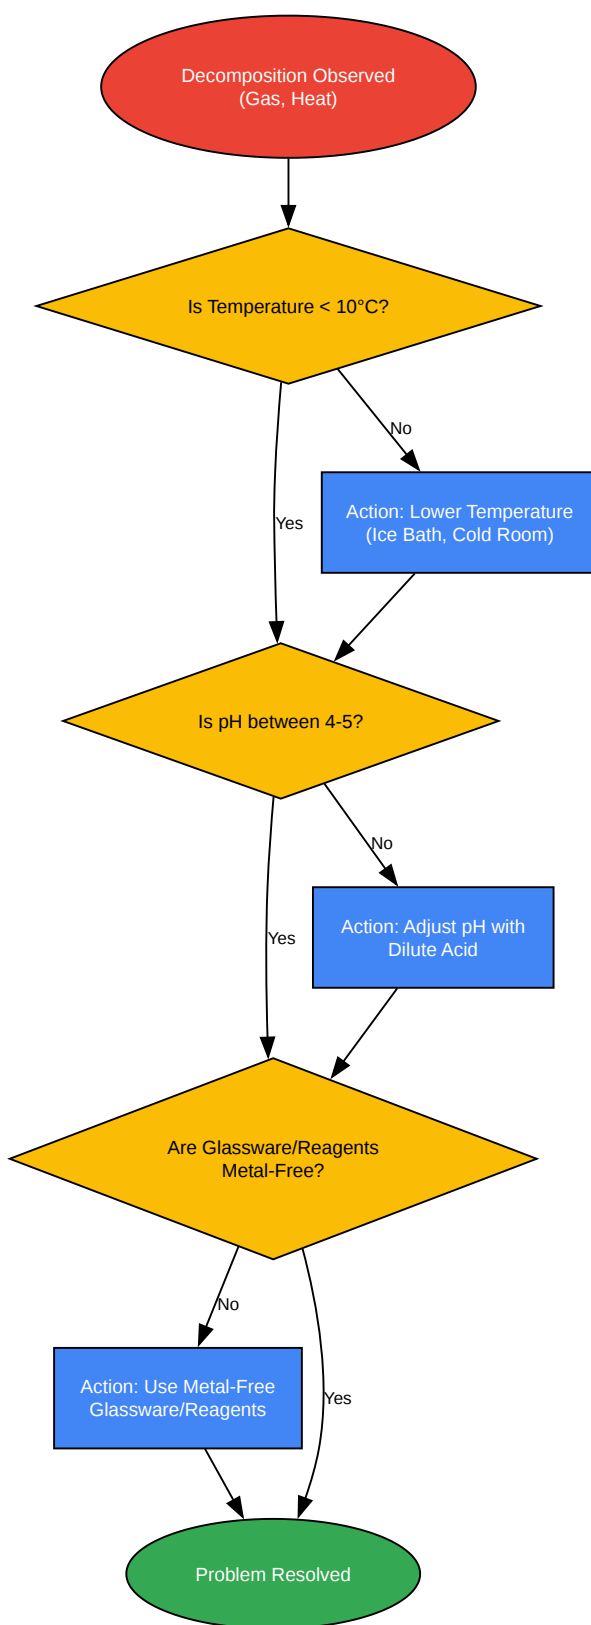 Decomposition Observed
(Gas, Heat)
Is Temperature < 10°C?
No
Action: Lower Temperature
(Ice Bath, Cold Room)
Yes
Is pH between 4-5?
No
Action: Adjust pH with
Dilute Acid
Yes
Are Glassware/Reagents
Metal-Free?
No
Action: Use Metal-Free
Glassware/Reagents
Yes
Problem Resolved